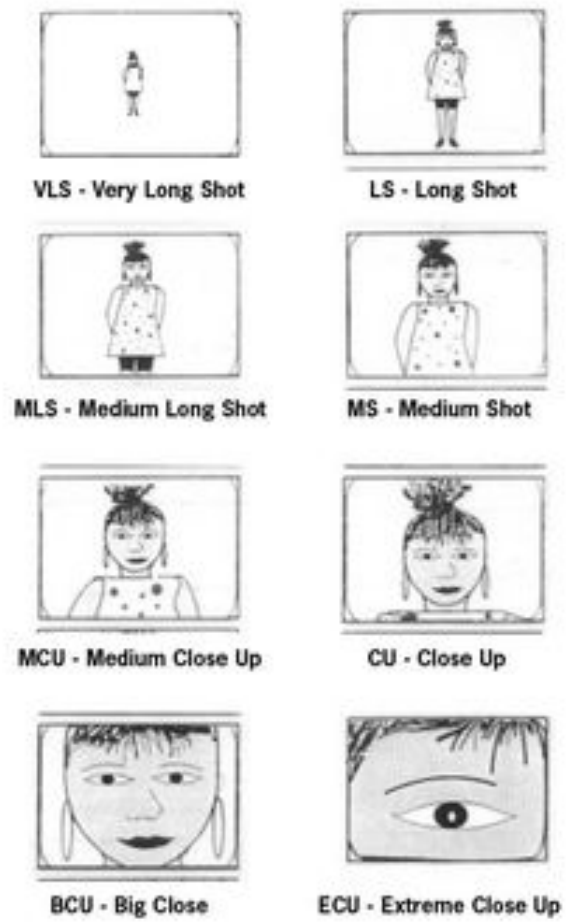 VLS - Very Long Shot
LS - Long Shot
MLS - Medium Long Shot
MS - Medium Shot
MCU - Medium Close Up
CU - Close Up
BCU - Big Close
ECU - Extreme Close Up